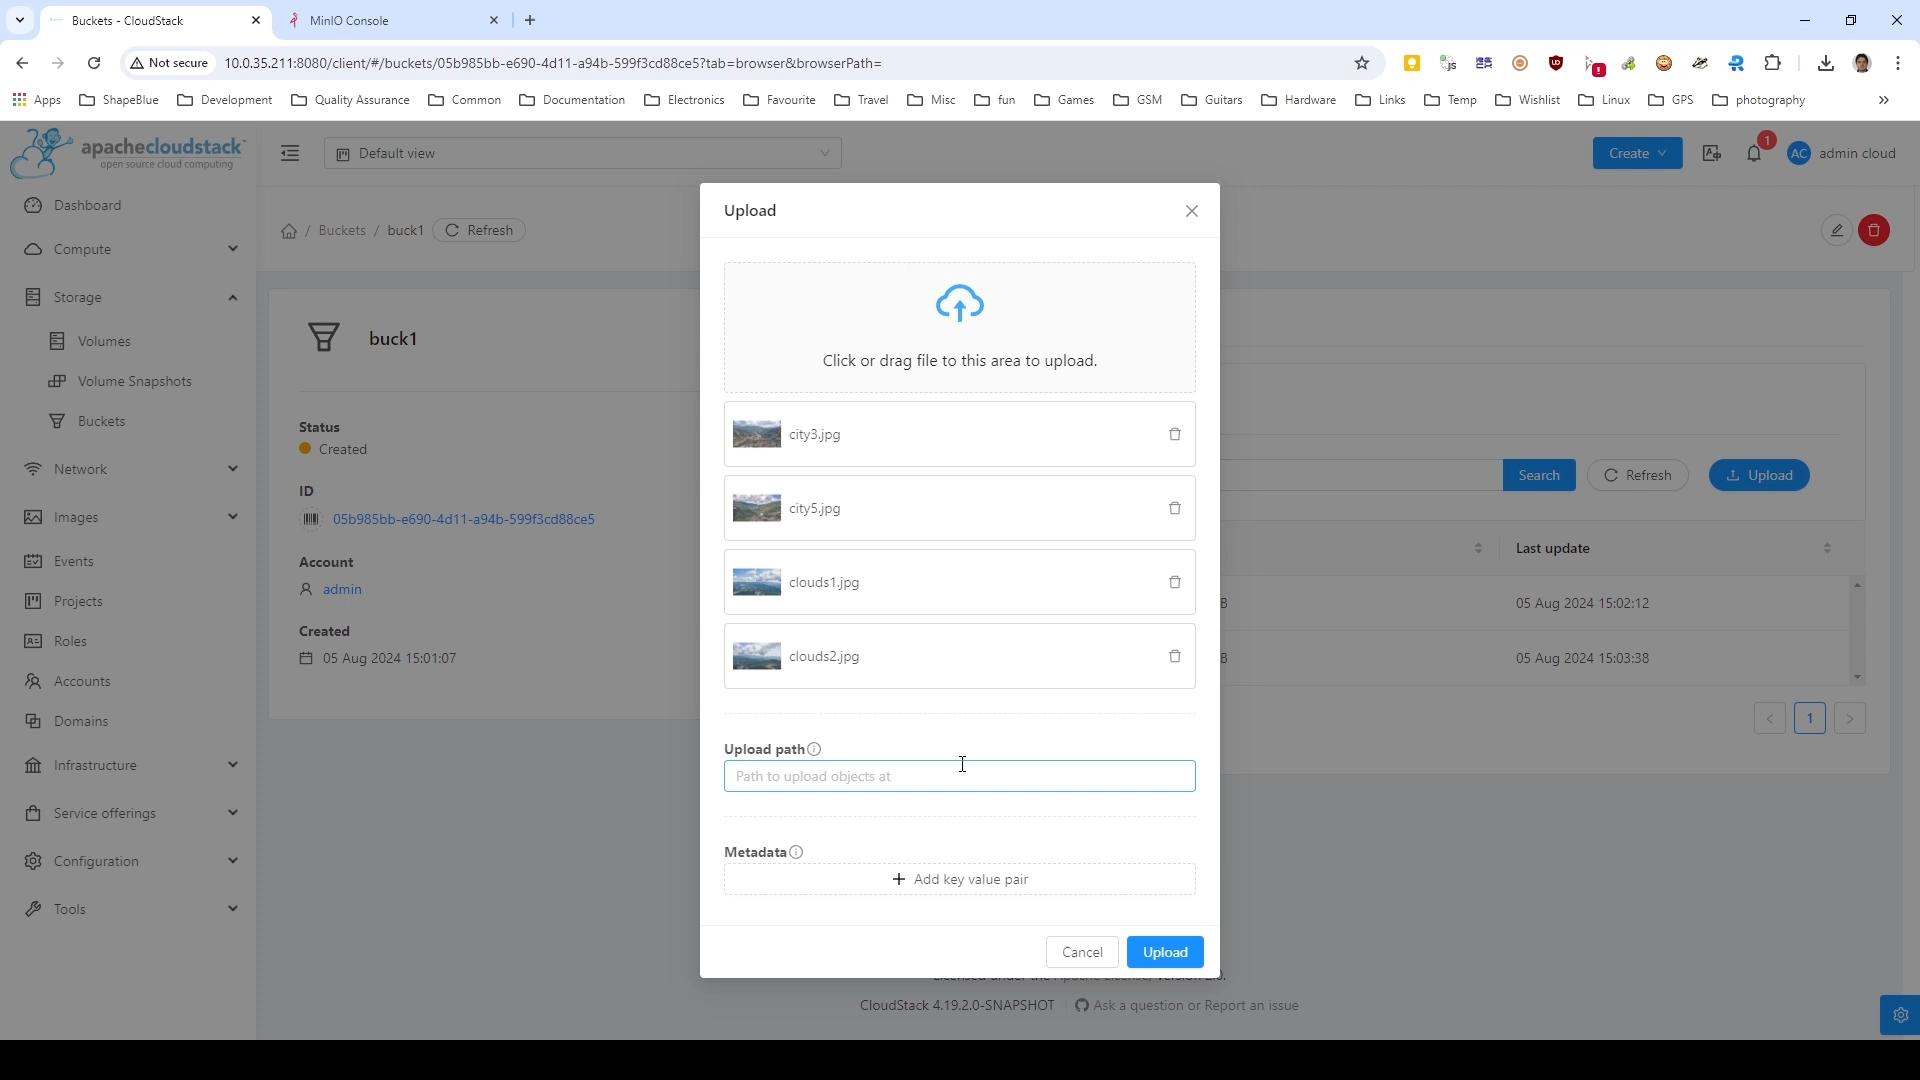 Buckets - CloudStack
MinIO Console
Not secure
10.0.35.211:8080/client/#/buckets/05b985bb-e690-4d11-a94b-599f3cd88ce5?tab=browser&browserPath=
Apps
ShapeBlue
Development
Quality Assurance
Common
Documentation
Electronics
Favourite
Travel
Misc
fun
Games
GSM
Guitars
Hardware
Links
Temp
Wishlist
Linux
GPS
photography
apachecloudstack
open source cloud computing
Default view
Create
1
AC
admin cloud
Dashboard
Compute
Storage
Volumes
Volume Snapshots
Buckets
Network
Images
Events
Projects
Roles
Accounts
Domains
Infrastructure
Service offerings
Configuration
Tools
/ Buckets / buck1
Refresh
buck1
Status
Created
ID
05b985bb-e690-4d11-a94b-599f3cd88ce5
Account
admin
Created
05 Aug 2024 15:01:07
Upload
Click or drag file to this area to upload.
city3.jpg
city5.jpg
clouds1.jpg
clouds2.jpg
Upload path
Path to upload objects at
Metadata
+ Add key value pair
Cancel
Upload
Search
Refresh
Upload
Last update
B
05 Aug 2024 15:02:12
B
05 Aug 2024 15:03:38
< 1 >
CloudStack 4.19.2.0-SNAPSHOT
Ask a question or Report an issue